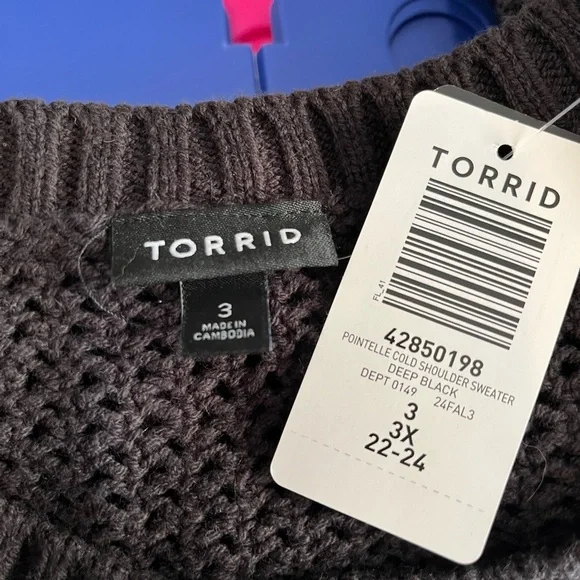 TORRID
3
MADE IN
CAMBODIA
TORRID
FL. 41
42850198
POINTELLE COLD SHOULDER SWEATER
DEEP BLACK
DEPT 0149 24FAL3
3
3X
22-24